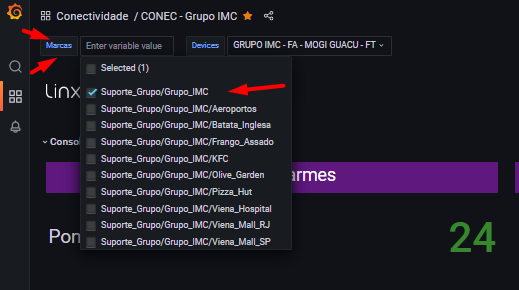 Conectividade / CONEC - Grupo IMC
Marcas Enter variable value Devices GRUPO IMC - FA - MOGI GUACU - FT
Selected (1)
Linx
Suporte_Grupo/Grupo_IMC
Suporte_Grupo/Grupo_IMC/Aeroportos
Suporte_Grupo/Grupo_IMC/Batata_Inglesa
Suporte_Grupo/Grupo_IMC/Frango_Assado
Suporte_Grupo/Grupo_IMC/KFC
Suporte_Grupo/Grupo_IMC/Olive_Garden
Suporte_Grupo/Grupo_IMC/Pizza_Hut
Suporte_Grupo/Grupo_IMC/Viena_Hospital
Suporte_Grupo/Grupo_IMC/Viena_Mall_RJ
Suporte_Grupo/Grupo_IMC/Viena_Mall_SP
Conso
armes
Pon
24